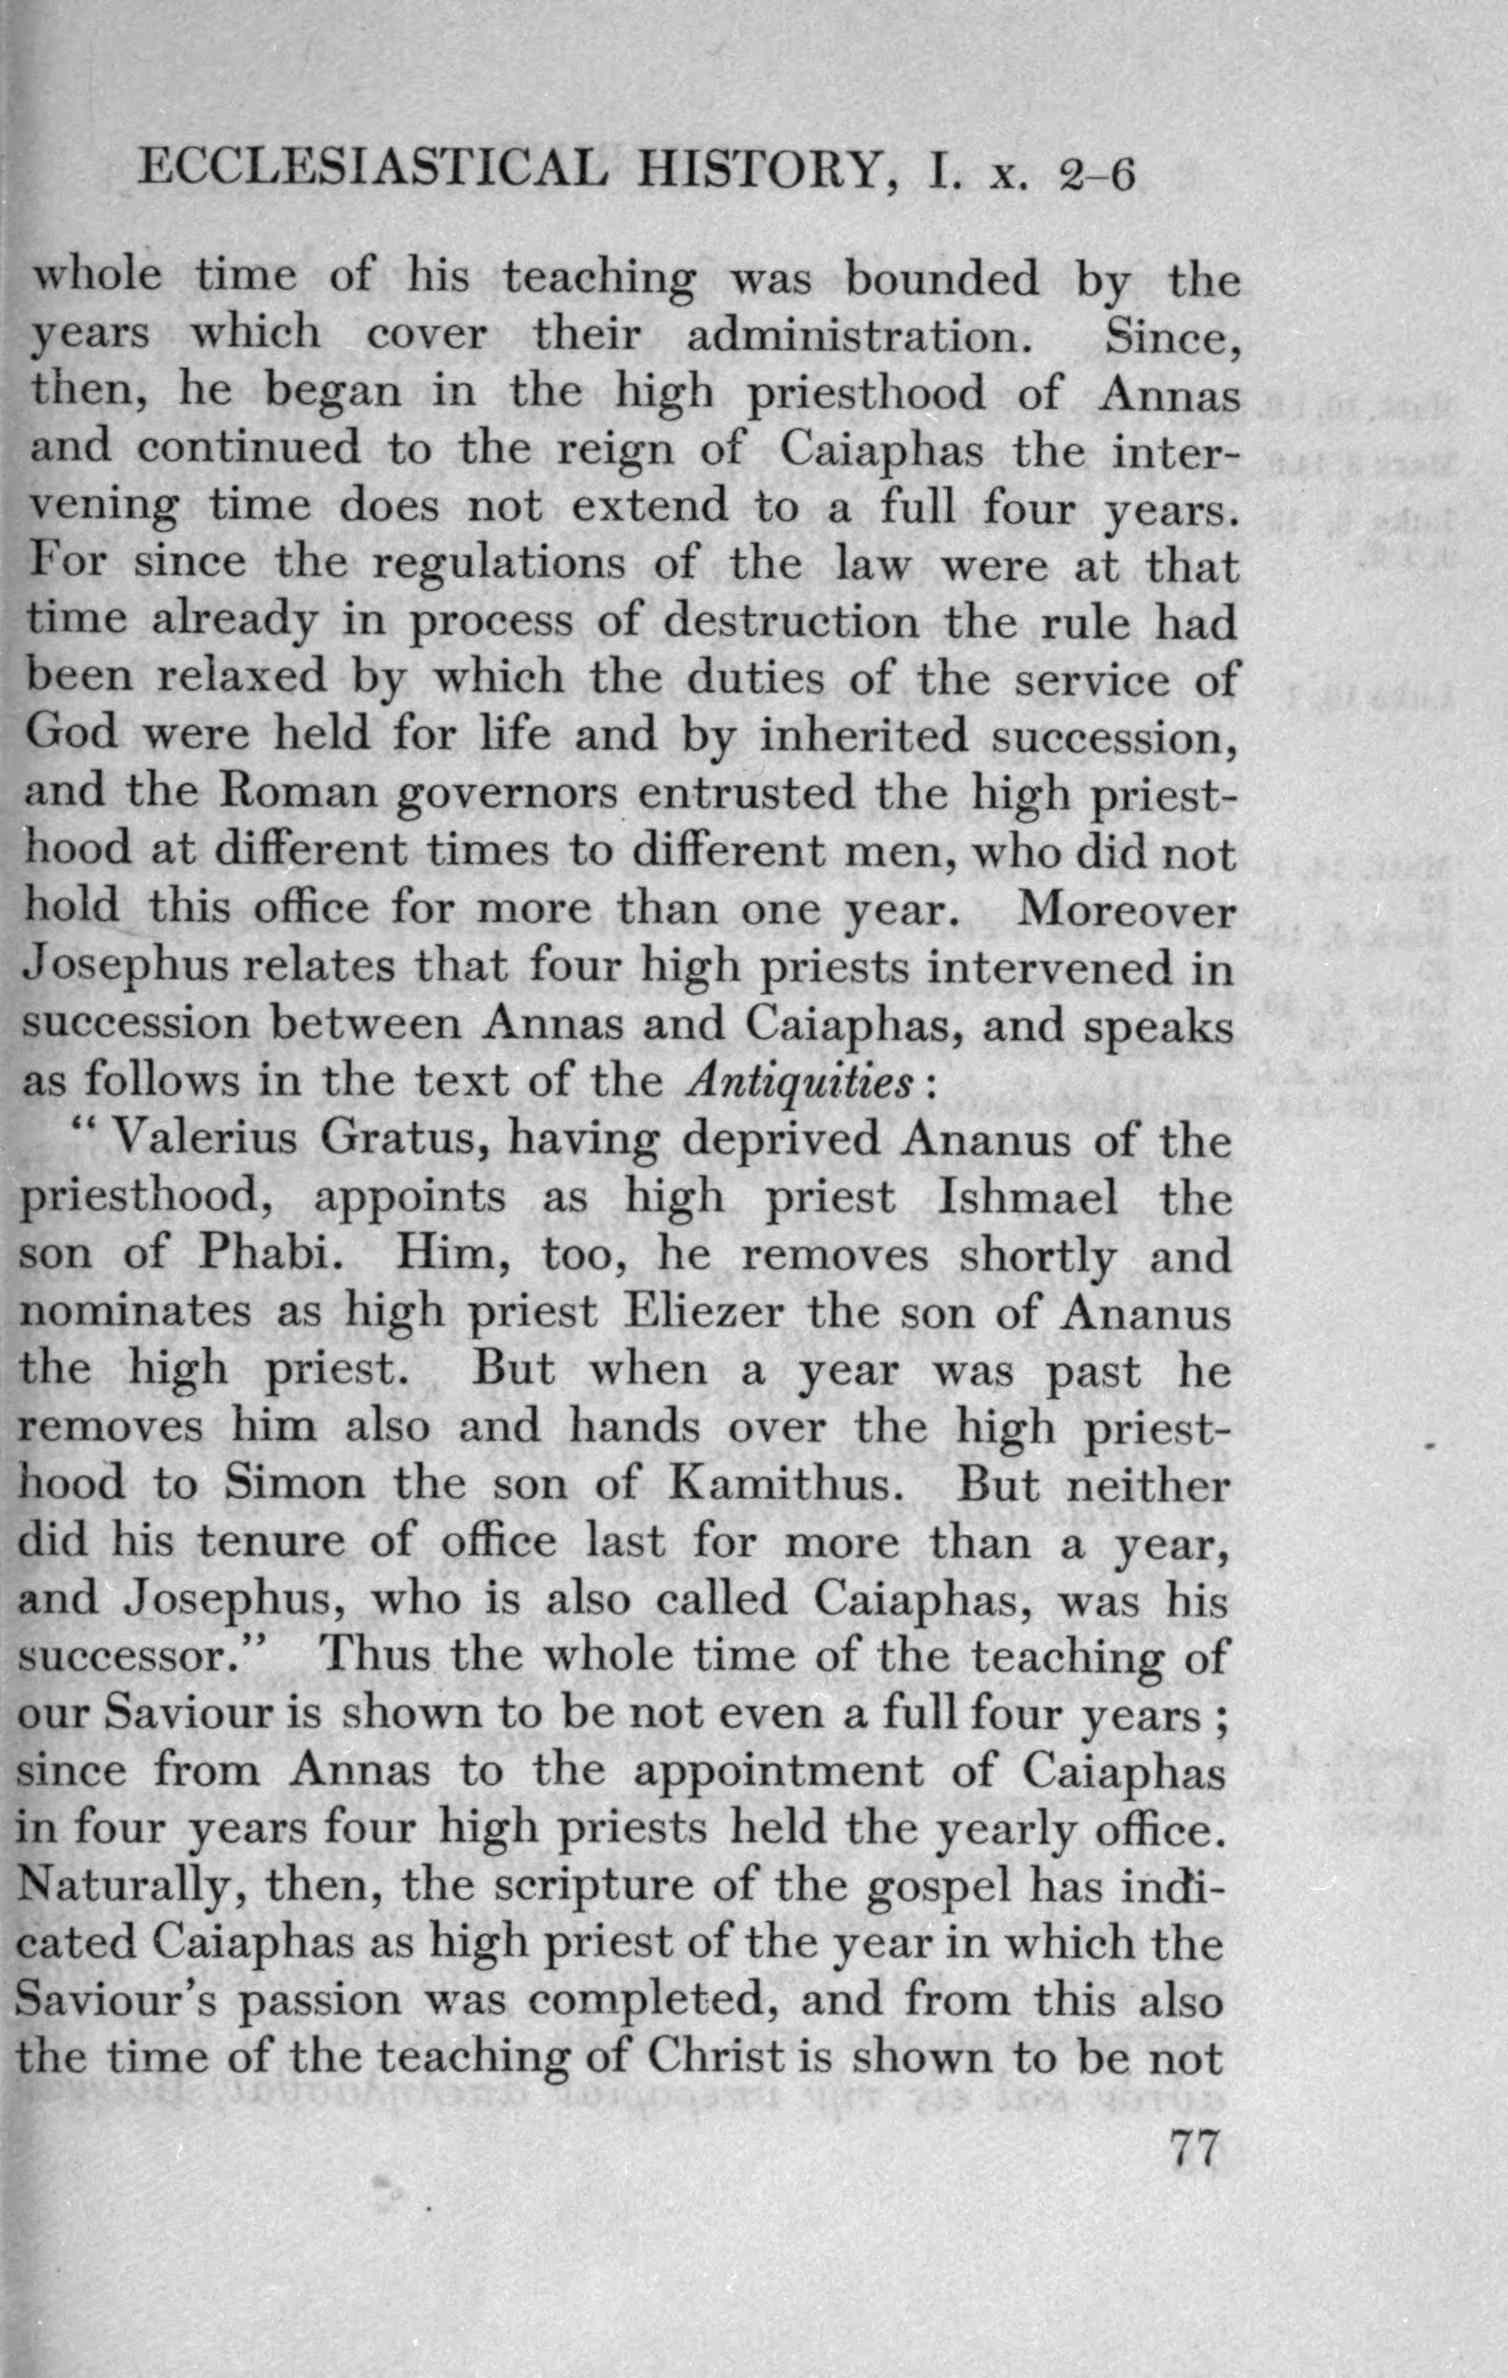 ECCLESIASTICAL HISTORY, I. x. 2–6
whole time of his teaching was bounded by the
years which cover their administration. Since,
then, he began in the high priesthood of Annas
and continued to the reign of Caiaphas the inter-
vening time does not extend to a full four years.
For since the regulations of the law were at that
time already in process of destruction the rule had
been relaxed by which the duties of the service of
God were held for life and by inherited succession,
and the Roman governors entrusted the high priest-
hood at different times to different men, who did not
hold this office for more than one year. Moreover
Josephus relates that four high priests intervened in
succession between Annas and Caiaphas, and speaks
as follows in the text of the Antiquities :
“ Valerius Gratus, having deprived Ananus of the
priesthood, appoints as high priest Ishmael the
son of Phabi. Him, too, he removes shortly and
nominates as high priest Eliezer the son of Ananus
the high priest. But when a year was past he
removes him also and hands over the high priest-
hood to Simon the son of Kamithus. But neither
did his tenure of office last for more than a year,
and Josephus, who is also called Caiaphas, was his
successor.” Thus the whole time of the teaching of
our Saviour is shown to be not even a full four years ;
since from Annas to the appointment of Caiaphas
in four years four high priests held the yearly office.
Naturally, then, the scripture of the gospel has indi-
cated Caiaphas as high priest of the year in which the
Saviour’s passion was completed, and from this also
the time of the teaching of Christ is shown to be not
77